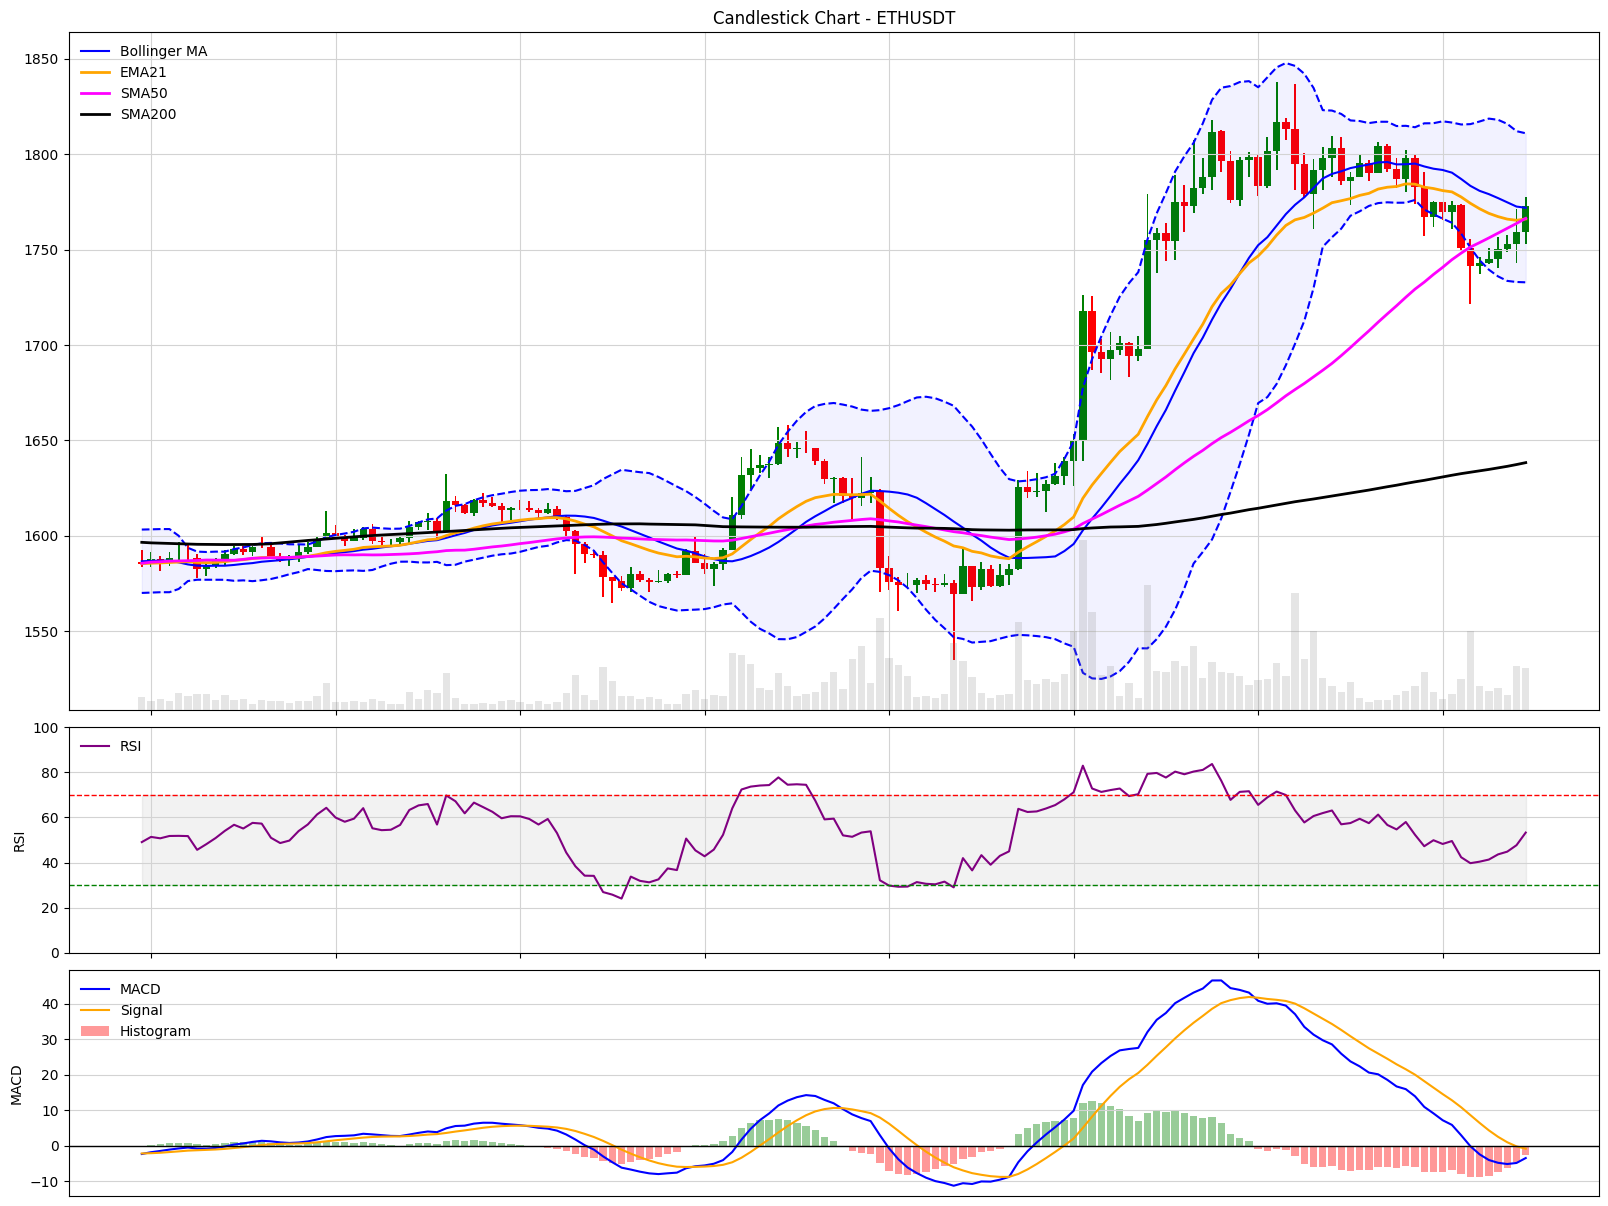 Candlestick Chart - ETHUSDT
Bollinger MA
EMA21
SMA50
SMA200
1850
1800
1750
1700
1650
1600
1550
RSI
100
80
60
40
20
0
RSI
MACD
Signal
Histogram
40
30
20
10
0
−10
MACD